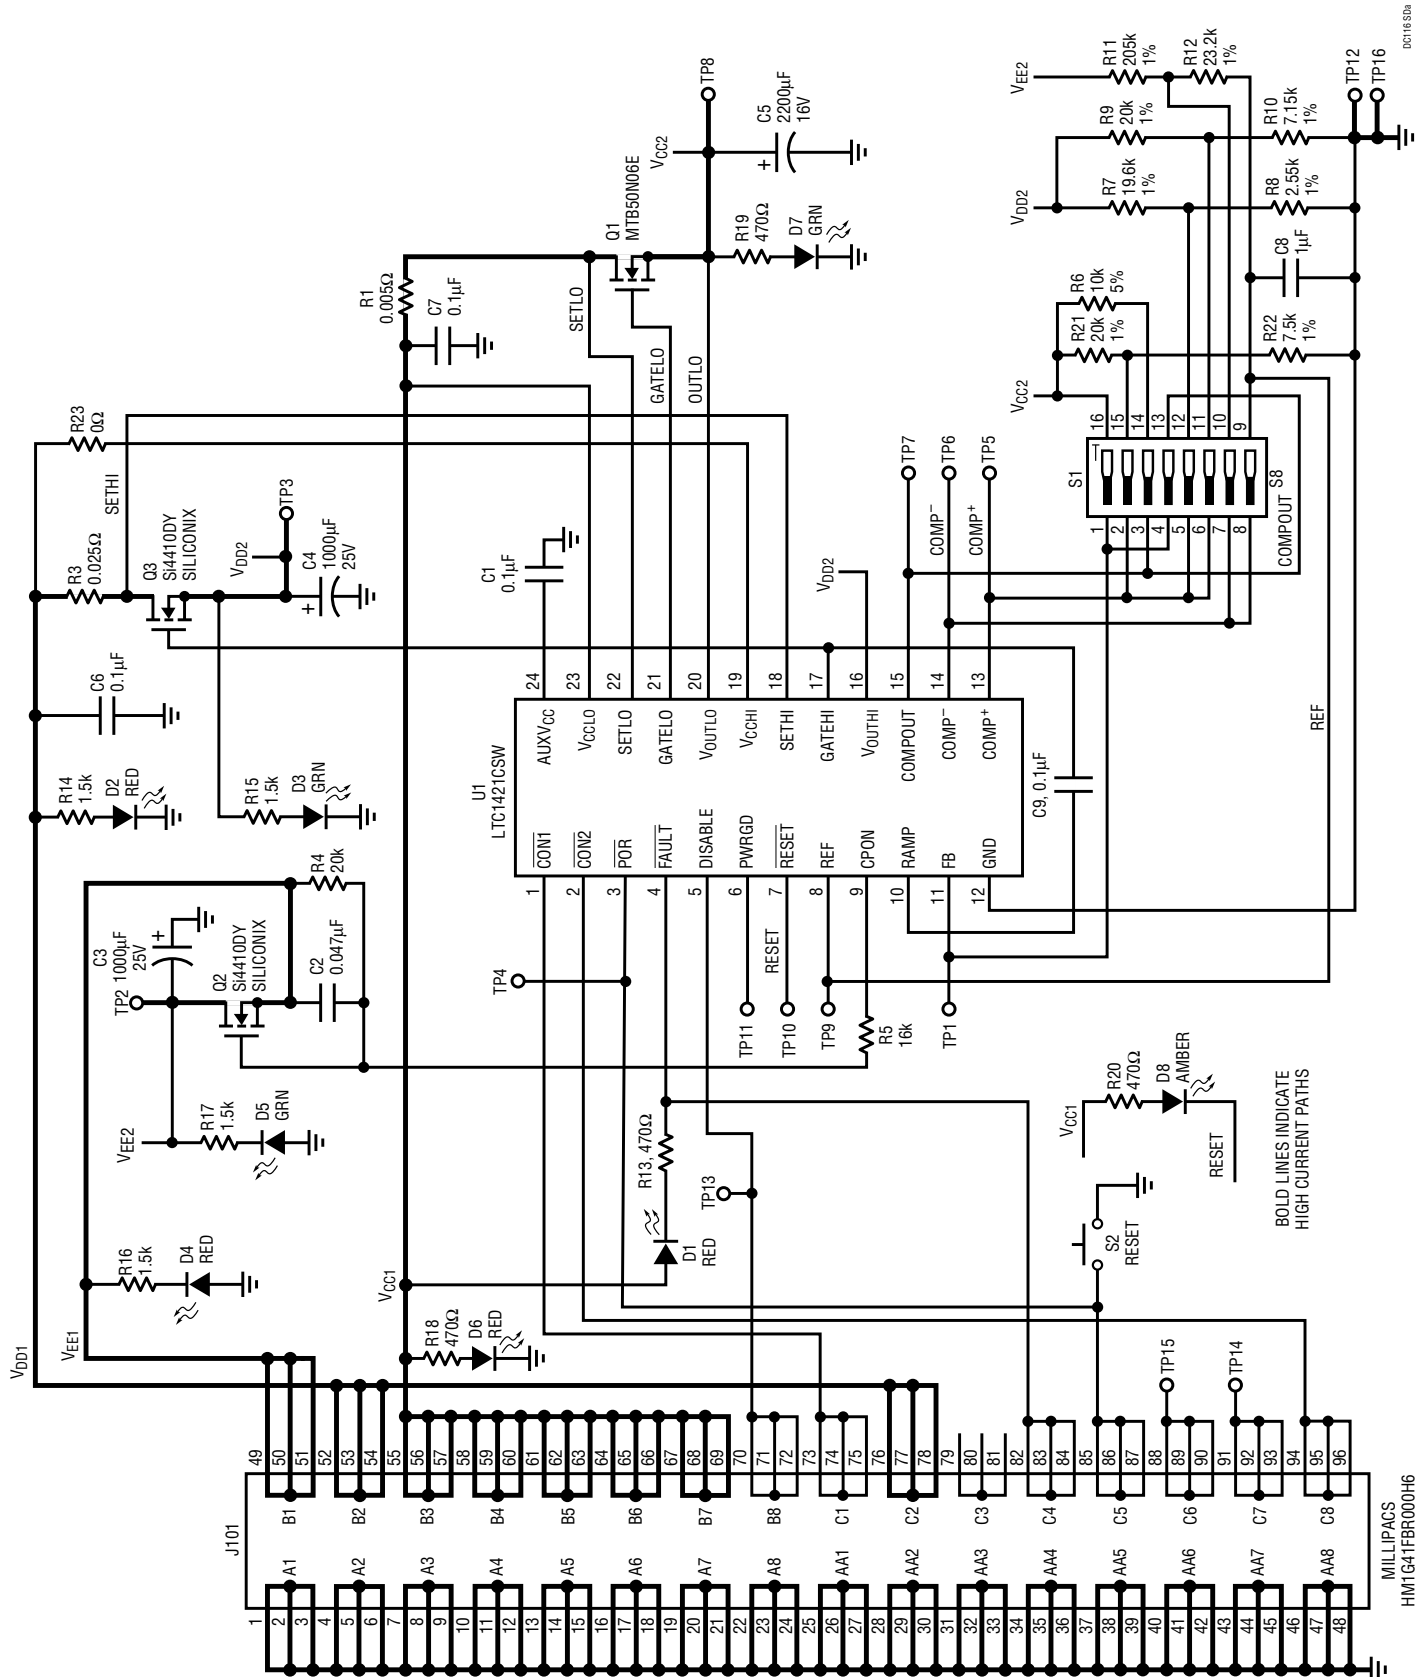 VDD1
VEE1
VCC1
R16
1.5k
D4
RED
VEE2
R17
1.5k
D5
GRN
TP2
C3
1000µF
25V
+
Q2
Si4410DY
SILICONIX
C2
0.047µF
R4
20k
R14
1.5k
D2
RED
R15
1.5k
D3
GRN
C6
0.1µF
R3
0.025Ω
SETHI
R23
0Ω
Q3
Si4410DY
SILICONIX
VDD2
TP3
C4
1000µF
25V
+
R1
0.005Ω
C7
0.1µF
SETLO
Q1
MTB50N06E
GATELO
OUTLO
VCC2
TP8
C5
2200µF
16V
+
R19
470Ω
D7
GRN
C1
0.1µF
VDD2
U1
LTC1421CSW
CON1
CON2
POR
FAULT
DISABLE
PWRGD
RESET
REF
CPON
RAMP
FB
GND
1
2
3
4
5
6
7
8
9
10
11
12
AUXVCC
VCCLO
SETLO
GATELO
VOUTLO
VCCHI
SETHI
GATEHI
VOUTHI
COMPOUT
COMP–
COMP+
24
23
22
21
20
19
18
17
16
15
14
13
C9, 0.1µF
TP7
TP6
TP5
COMP–
COMP+
TP4
TP11
RESET
TP10
TP9
R5
16k
TP1
REF
R13, 470Ω
D1
RED
TP13
R18
470Ω
D6
RED
VCC1
R20
470Ω
D8
AMBER
RESET
S2
RESET
BOLD LINES INDICATE
HIGH CURRENT PATHS
TP15
TP14
S1
S8
T
COMPOUT
1
2
3
4
5
6
7
8
16
15
14
13
12
11
10
9
VCC2
R21
20k
1%
R6
10k
5%
R22
7.5k
1%
C8
1µF
VDD2
R7
19.6k
1%
R8
2.55k
1%
R9
20k
1%
R10
7.15k
1%
VEE2
R11
205k
1%
R12
23.2k
1%
TP12
TP16
DC116 SDa
J101
49
50
51
52
53
54
55
56
57
58
59
60
61
62
63
64
65
66
67
68
69
70
71
72
73
74
75
76
77
78
79
80
81
82
83
84
85
86
87
88
89
90
91
92
93
94
95
96
B1
B2
B3
B4
B5
B6
B7
B8
C1
C2
C3
C4
C5
C6
C7
C8
A1
A2
A3
A4
A5
A6
A7
A8
AA1
AA2
AA3
AA4
AA5
AA6
AA7
AA8
1
2
3
4
5
6
7
8
9
10
11
12
13
14
15
16
17
18
19
20
21
22
23
24
25
26
27
28
29
30
31
32
33
34
35
36
37
38
39
40
41
42
43
44
45
46
47
48
MILLIPACS
HM1G41FBR000H6